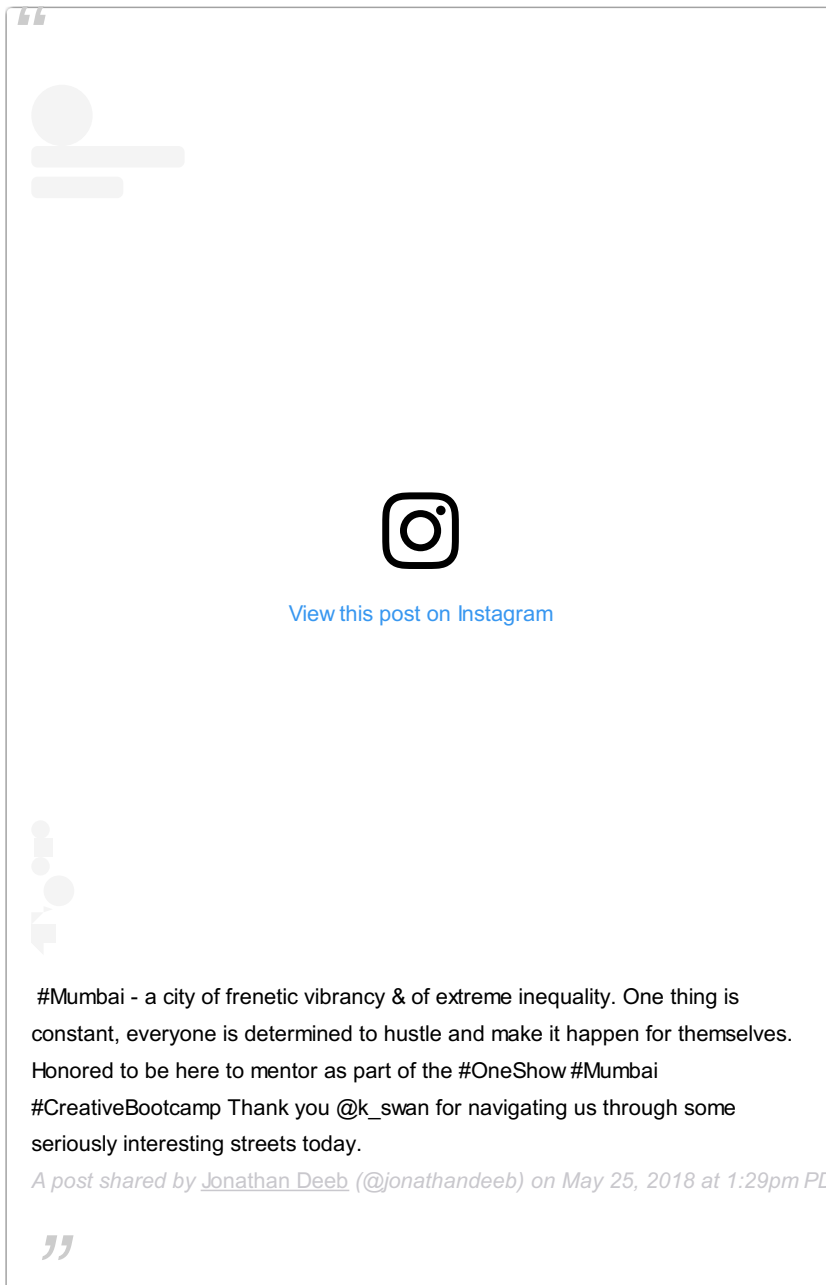 “
View this post on Instagram
#Mumbai - a city of frenetic vibrancy & of extreme inequality. One thing is
constant, everyone is determined to hustle and make it happen for themselves.
Honored to be here to mentor as part of the #OneShow #Mumbai
#CreativeBootcamp Thank you @k_swan for navigating us through some
seriously interesting streets today.
A post shared by Jonathan Deeb (@jonathandeeb) on May 25, 2018 at 1:29pm PD
”